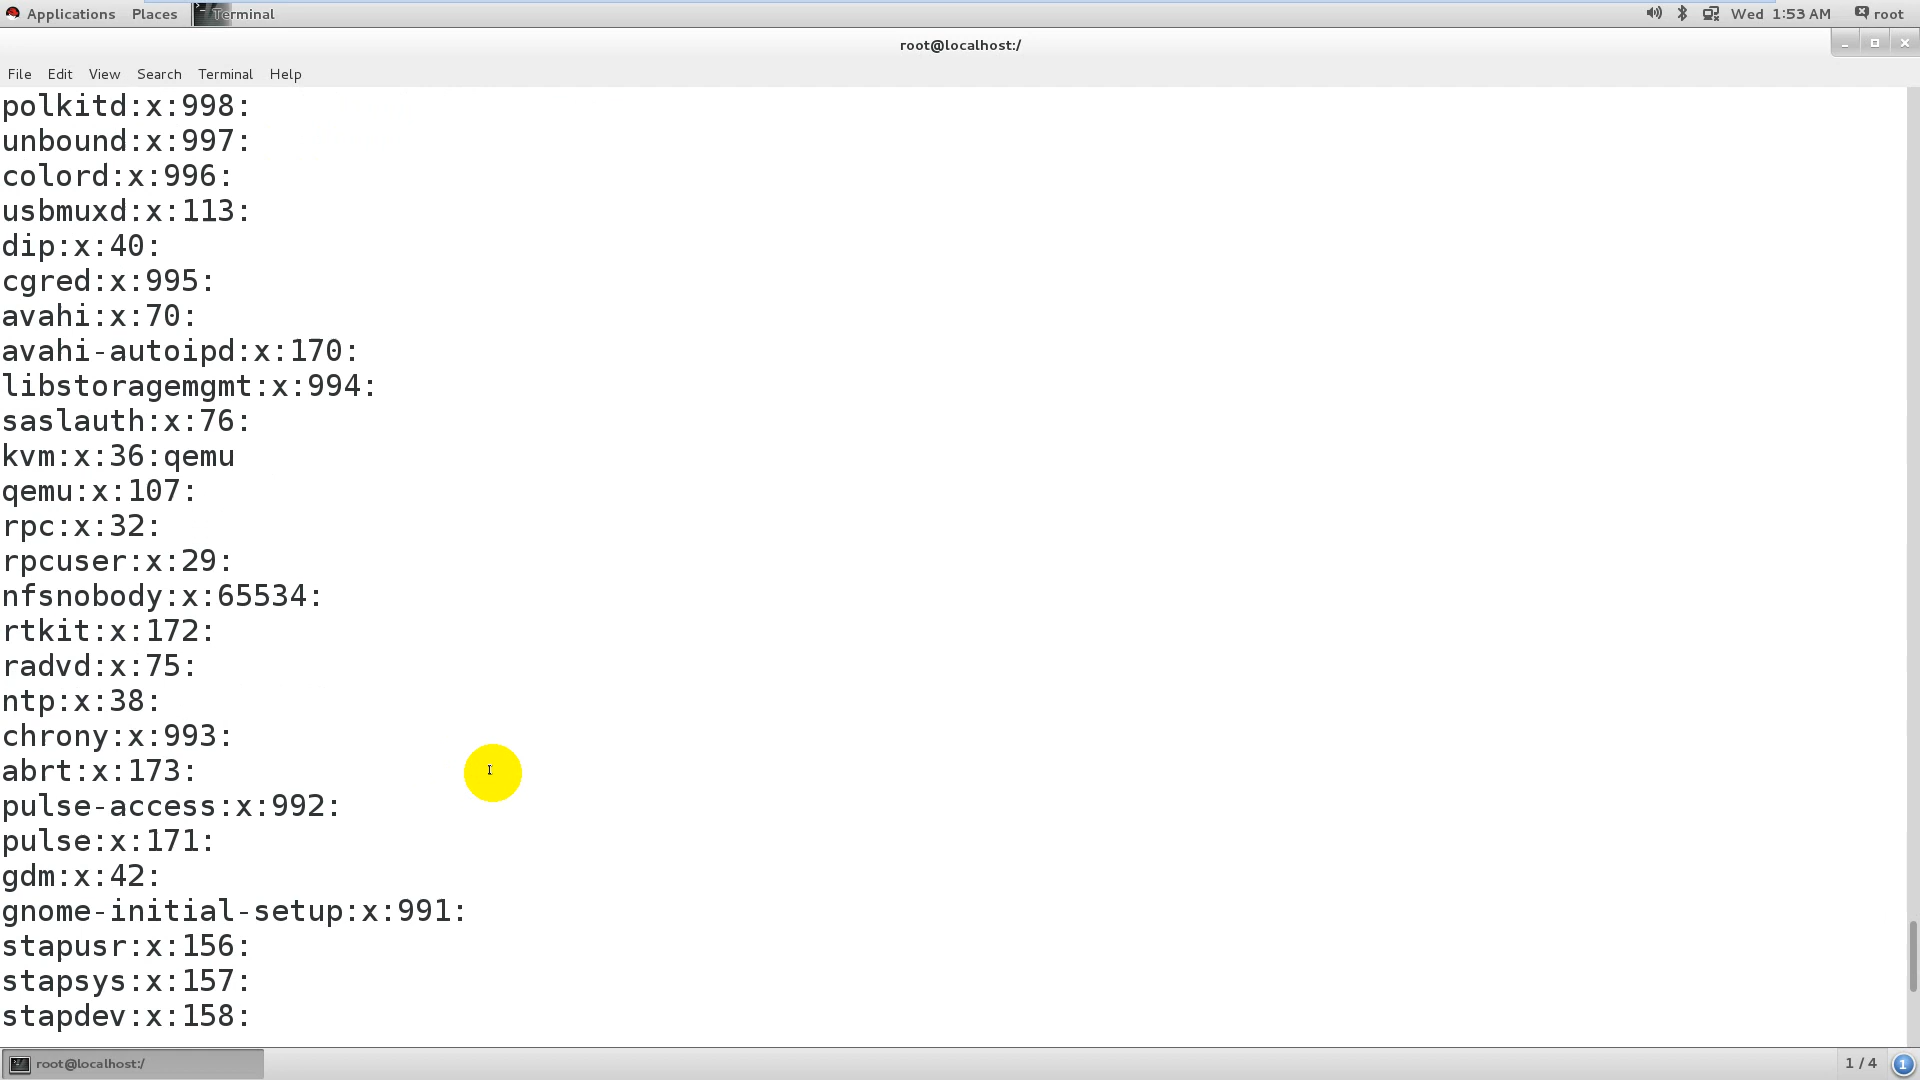 Applications Places Terminal Wed 1:53 AM root
root@localhost:/
File Edit View Search Terminal Help
polkitd:x:998:
unbound:x:997:
colord:x:996:
usbmuxd:x:113:
dip:x:40:
cgred:x:995:
avahi:x:70:
avahi-autoipd:x:170:
libstoragemgmt:x:994:
saslauth:x:76:
kvm:x:36:qemu
qemu:x:107:
rpc:x:32:
rpcuser:x:29:
nfsnobody:x:65534:
rtkit:x:172:
radvd:x:75:
ntp:x:38:
chrony:x:993:
abrt:x:173:
pulse-access:x:992:
pulse:x:171:
gdm:x:42:
gnome-initial-setup:x:991:
stapusr:x:156:
stapsys:x:157:
stapdev:x:158:
root@localhost:/ 1 / 4 1